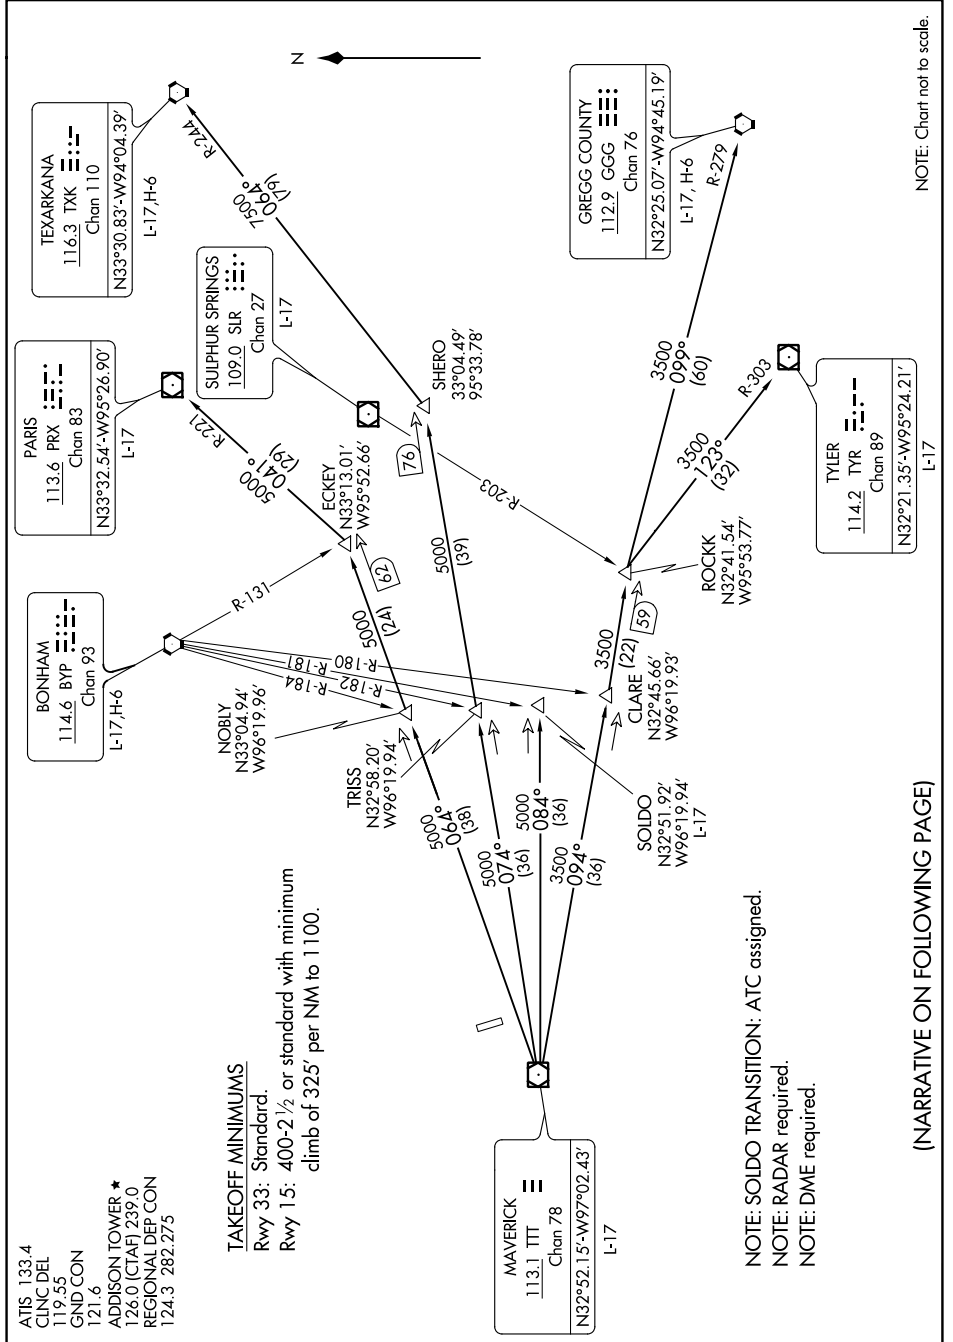 ATIS 133.4
CLNC DEL
119.55
GND CON
121.6
ADDISON TOWER ★
126.0 (CTAF) 239.0
REGIONAL DEP CON
124.3 282.275
TAKEOFF MINIMUMS
Rwy 33: Standard.
Rwy 15: 400-2 ½ or standard with minimum
climb of 325' per NM to 1100.
BONHAM
114.6 BYP
Chan 93
L-17,H-6
PARIS
113.6 PRX
Chan 83
N33°32.54'-W95°26.90'
L-17
TEXARKANA
116.3 TXK
Chan 110
N33°30.83'-W94°04.39'
L-17,H-6
SULPHUR SPRINGS
109.0 SLR
Chan 27
L-17
N
R-184
R-182
R-181
R-180
R-131
R-221
R-244
R-203
NOBLY
N33°04.94'
W96°19.96'
ECKEY
N33°13.01'
W95°52.66'
TRISS
N32°58.20'
W96°19.94'
SHERO
33°04.49'
95°33.78'
5000
064°
(38)
5000
(24)
62
5000
041°
(29)
5000
074°
(36)
5000
(39)
76
7500
064°
(79)
5000
084°
(36)
3500
094°
(36)
3500
(22)
59
SOLDO
N32°51.92'
W96°19.94'
L-17
CLARE
N32°45.66'
W96°19.93'
ROCKK
N32°41.54'
W95°53.77'
3500
099°
(60)
R-279
3500
123°
(32)
R-303
MAVERICK
113.1 TTT
Chan 78
N32°52.15'-W97°02.43'
L-17
GREGG COUNTY
112.9 GGG
Chan 76
N32°25.07'-W94°45.19'
L-17, H-6
TYLER
114.2 TYR
Chan 89
N32°21.35'-W95°24.21'
L-17
NOTE: SOLDO TRANSITION: ATC assigned.
NOTE: RADAR required.
NOTE: DME required.
(NARRATIVE ON FOLLOWING PAGE)
NOTE: Chart not to scale.